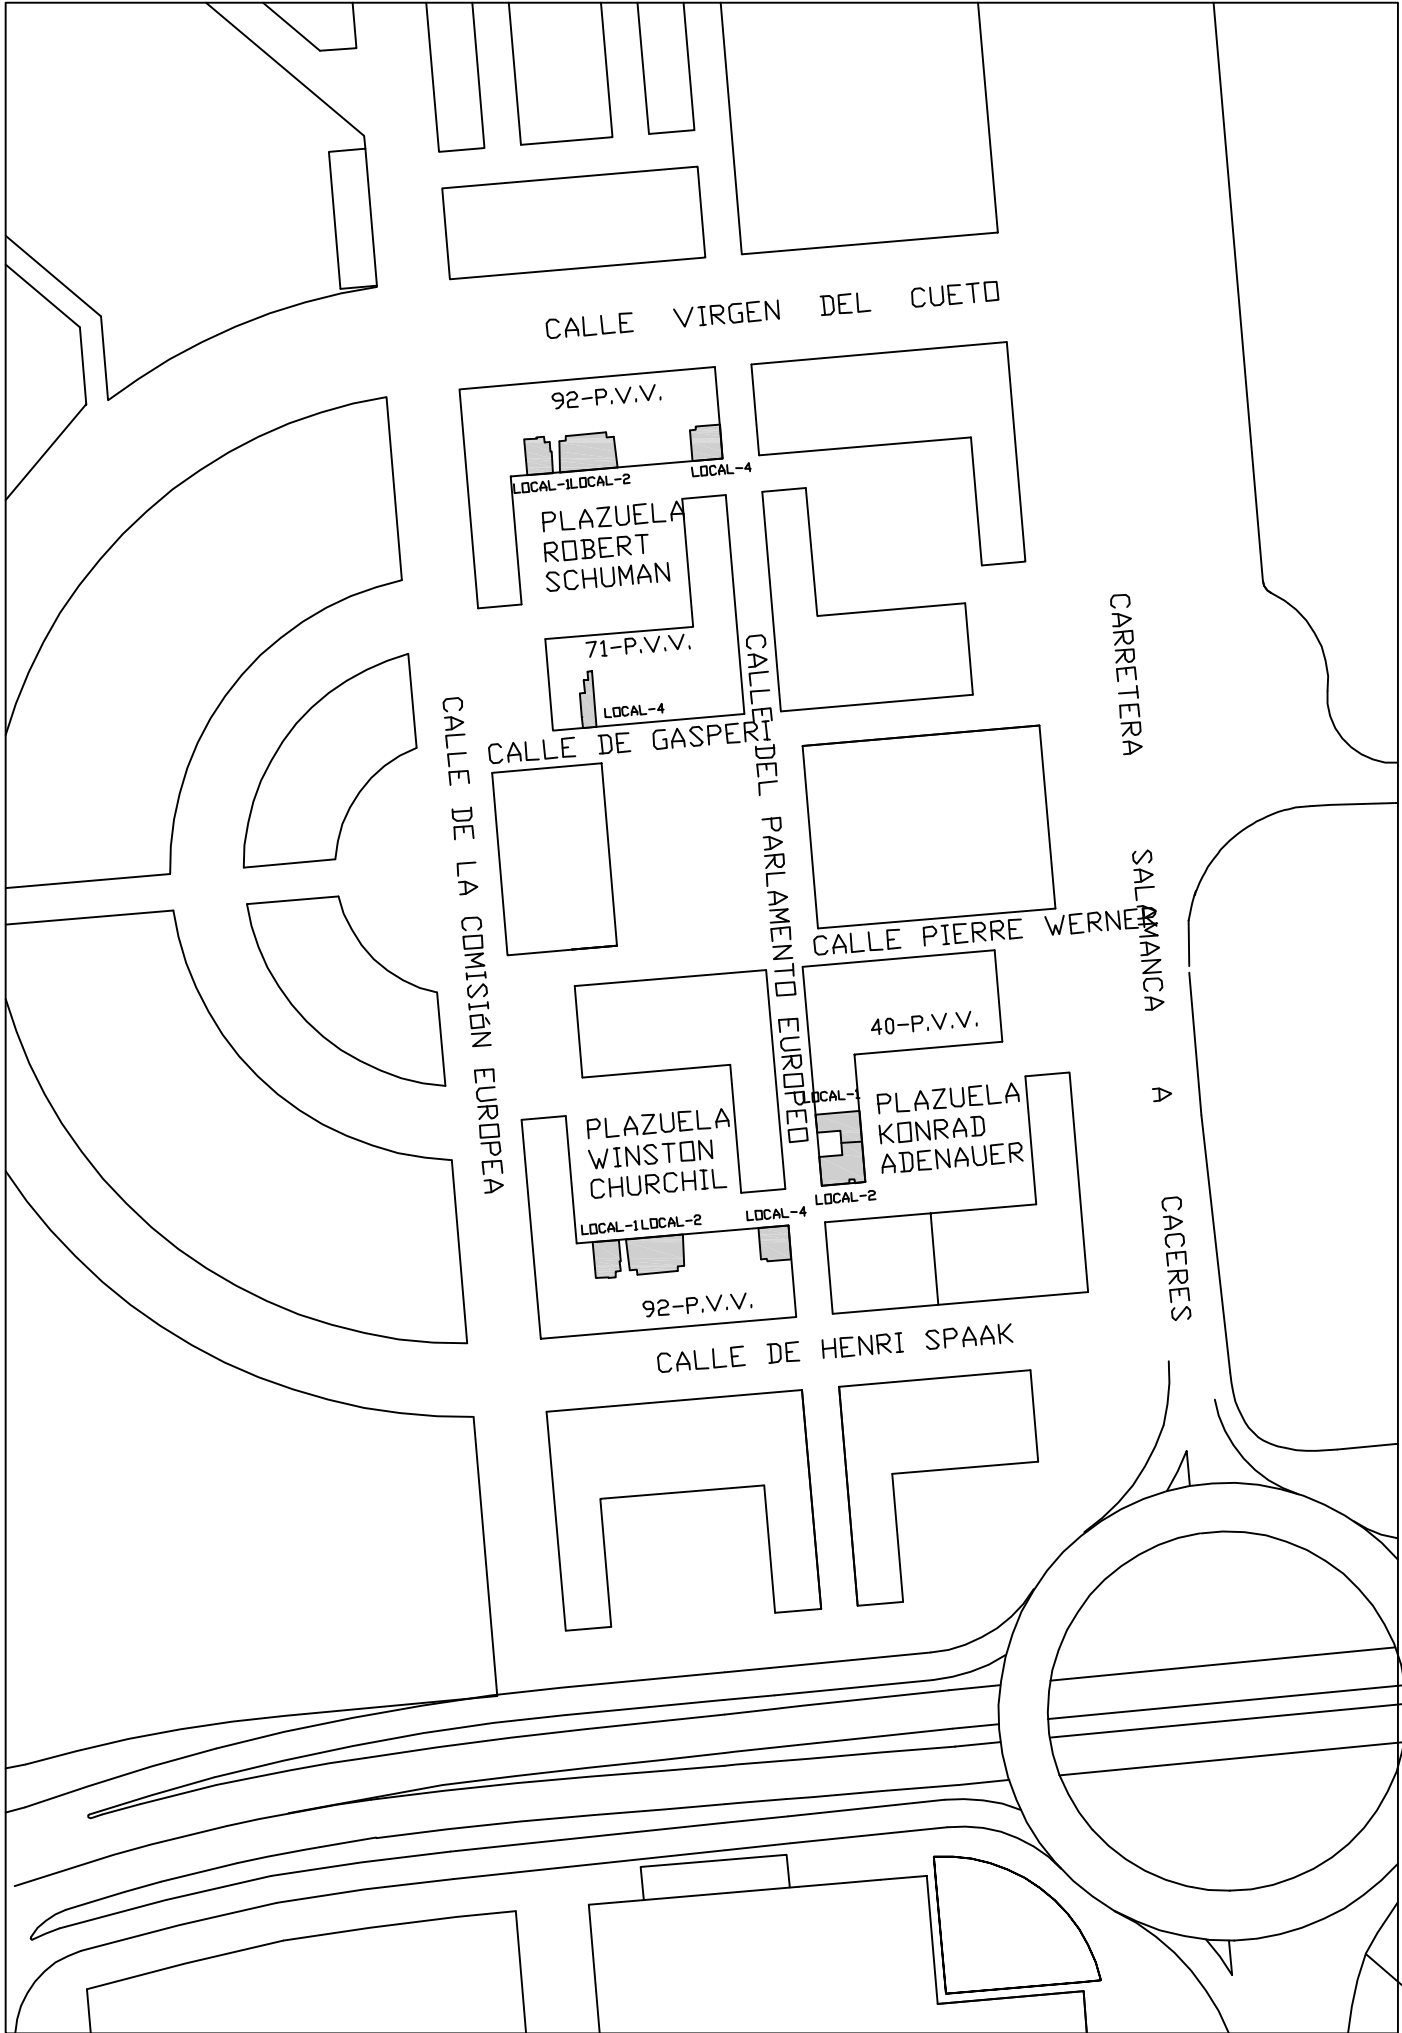 CALLE VIRGEN DEL CUETO
92-P.V.V.
LOCAL-1
LOCAL-2
LOCAL-4
PLAZUELA
ROBERT
SCHUMAN
71-P.V.V.
LOCAL-4
CALLE DE GASPERI
CALLE DEL PARLAMENTO EUROPEO
CALLE DE LA COMISIÓN EUROPEA
CARRETERA SALAMANCA A CACERES
CALLE PIERRE WERNER
40-P.V.V.
LOCAL-1
PLAZUELA
KONRAD
ADENAUER
LOCAL-2
PLAZUELA
WINSTON
CHURCHIL
LOCAL-1
LOCAL-2
LOCAL-4
92-P.V.V.
CALLE DE HENRI SPAAK